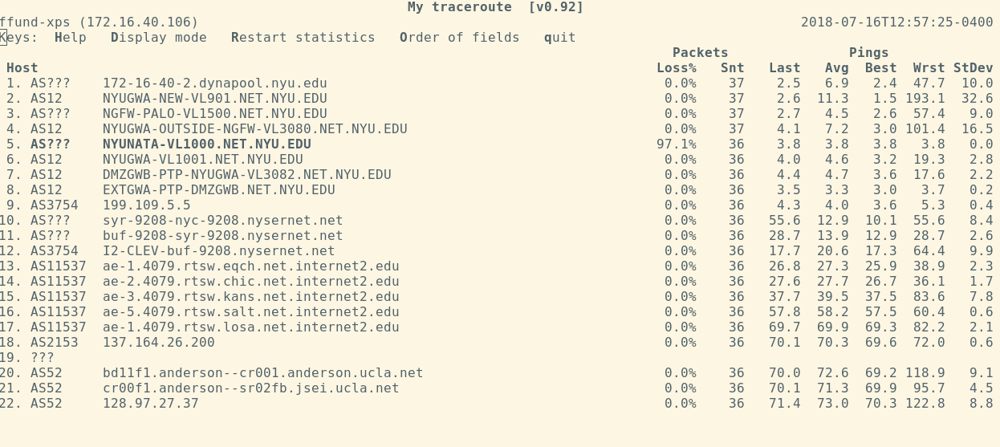 My traceroute [v0.92]
ffund-xps (172.16.40.106) 2018-07-16T12:57:25-0400
Keys: Help Display mode Restart statistics Order of fields quit
Packets Pings
Host Loss% Snt Last Avg Best Wrst StDev
1. AS??? 172-16-40-2.dynapool.nyu.edu 0.0% 37 2.5 6.9 2.4 47.7 10.0
2. AS12 NYUGWA-NEW-VL901.NET.NYU.EDU 0.0% 37 2.6 11.3 1.5 193.1 32.6
3. AS??? NGFW-PALO-VL1500.NET.NYU.EDU 0.0% 37 2.7 4.5 2.6 57.4 9.0
4. AS12 NYUGWA-OUTSIDE-NGFW-VL3080.NET.NYU.EDU 0.0% 37 4.1 7.2 3.0 101.4 16.5
5. AS??? NYUNATA-VL1000.NET.NYU.EDU 97.1% 36 3.8 3.8 3.8 3.8 0.0
6. AS12 NYUGWA-VL1001.NET.NYU.EDU 0.0% 36 4.0 4.6 3.2 19.3 2.8
7. AS12 DMZGWB-PTP-NYUGWA-VL3082.NET.NYU.EDU 0.0% 36 4.4 4.7 3.6 17.6 2.2
8. AS12 EXTGWA-PTP-DMZGWB.NET.NYU.EDU 0.0% 36 3.5 3.3 3.0 3.7 0.2
9. AS3754 199.109.5.5 0.0% 36 4.3 4.0 3.6 5.3 0.4
10. AS??? syr-9208-nyc-9208.nysernet.net 0.0% 36 55.6 12.9 10.1 55.6 8.4
11. AS??? buf-9208-syr-9208.nysernet.net 0.0% 36 28.7 13.9 12.9 28.7 2.6
12. AS3754 I2-CLEV-buf-9208.nysernet.net 0.0% 36 17.7 20.6 17.3 64.4 9.9
13. AS11537 ae-1.4079.rtsw.eqch.net.internet2.edu 0.0% 36 26.8 27.3 25.9 38.9 2.3
14. AS11537 ae-2.4079.rtsw.chic.net.internet2.edu 0.0% 36 27.6 27.7 26.7 36.1 1.7
15. AS11537 ae-3.4079.rtsw.kans.net.internet2.edu 0.0% 36 37.7 39.5 37.5 83.6 7.8
16. AS11537 ae-5.4079.rtsw.salt.net.internet2.edu 0.0% 36 57.8 58.2 57.5 60.4 0.6
17. AS11537 ae-1.4079.rtsw.losa.net.internet2.edu 0.0% 36 69.7 69.9 69.3 82.2 2.1
18. AS2153 137.164.26.200 0.0% 36 70.1 70.3 69.6 72.0 0.6
19. ???
20. AS52 bd11f1.anderson--cr001.anderson.ucla.net 0.0% 36 70.0 72.6 69.2 118.9 9.1
21. AS52 cr00f1.anderson--sr02fb.jsei.ucla.net 0.0% 36 70.1 71.3 69.9 95.7 4.5
22. AS52 128.97.27.37 0.0% 36 71.4 73.0 70.3 122.8 8.8